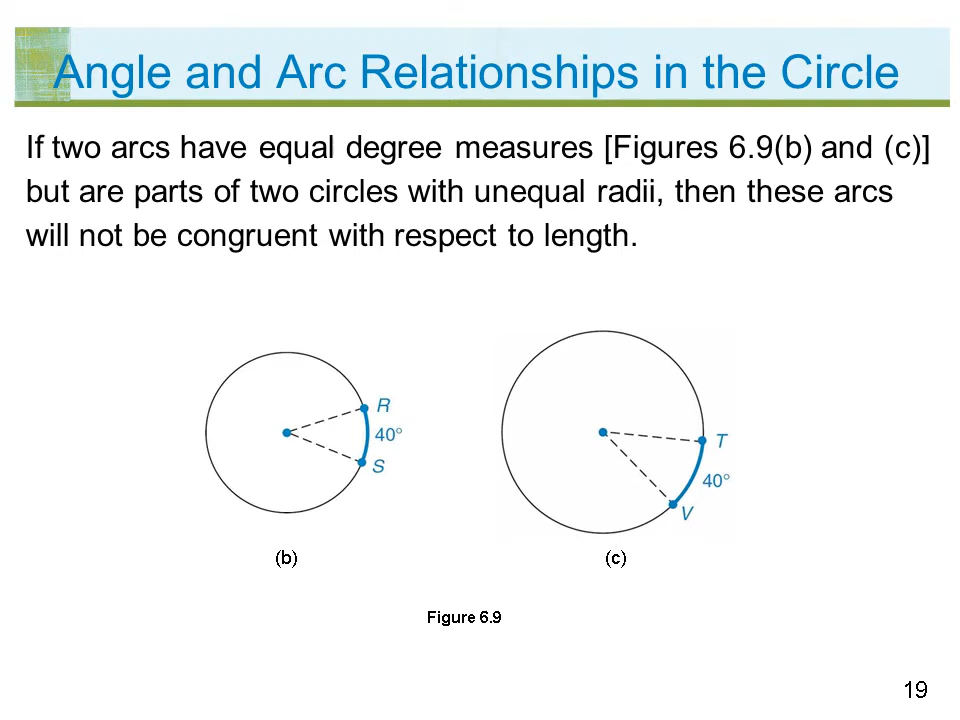 Angle and Arc Relationships in the Circle
If two arcs have equal degree measures [Figures 6.9(b) and (c)]
but are parts of two circles with unequal radii, then these arcs
will not be congruent with respect to length.
R
40°
S
T
40°
V
(b)
(c)
Figure 6.9
19